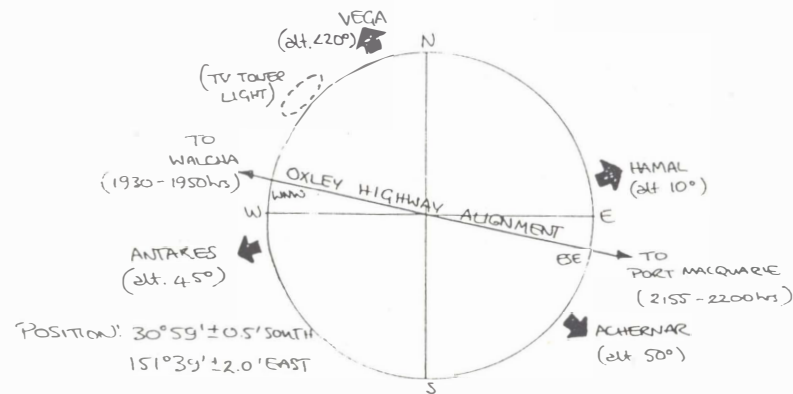 VEGA
(alt. <20°)
N
(TV TOWER
LIGHT)
TO
WALCHA
(1930-1950hrs)
HAMAL
(alt 10°)
OXLEY HIGHWAY ALIGNMENT
WNW
W
E
ANTARES
(alt. 45°)
ESE
TO
PORT MACQUARIE
(2155-2200hrs)
POSITION: 30°59'±0.5' SOUTH
151°39'±2.0' EAST
ACHERNAR
(alt 50°)
S